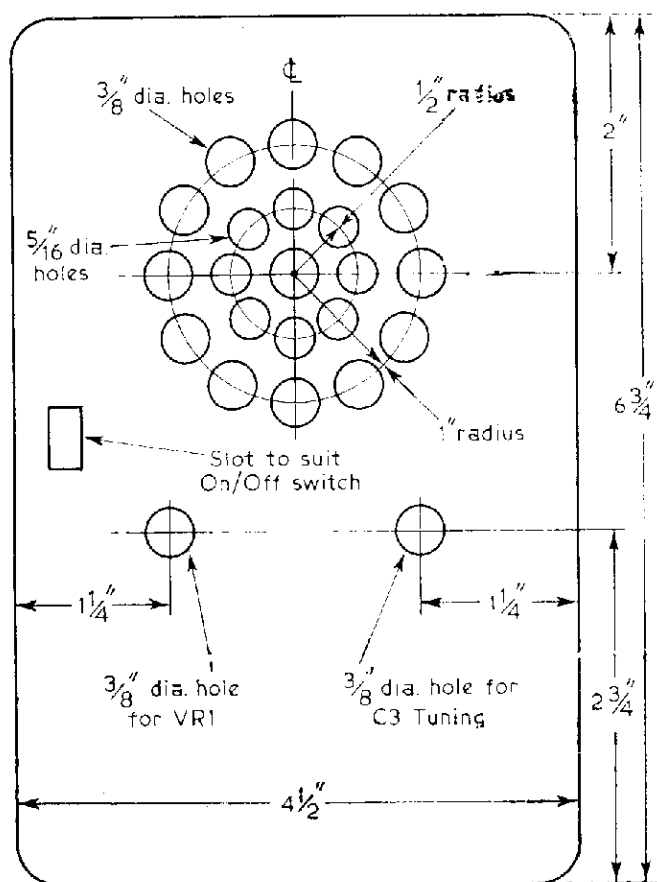 ℄
3/8" dia. holes
1/2" radius
2"
5/16" dia.
holes
6 3/4"
1" radius
Slot to suit
On/Off switch
1 1/4"
1 1/4"
3/8" dia. hole
for VR1
3/8" dia. hole for
C3 Tuning
2 3/4"
4 1/2"